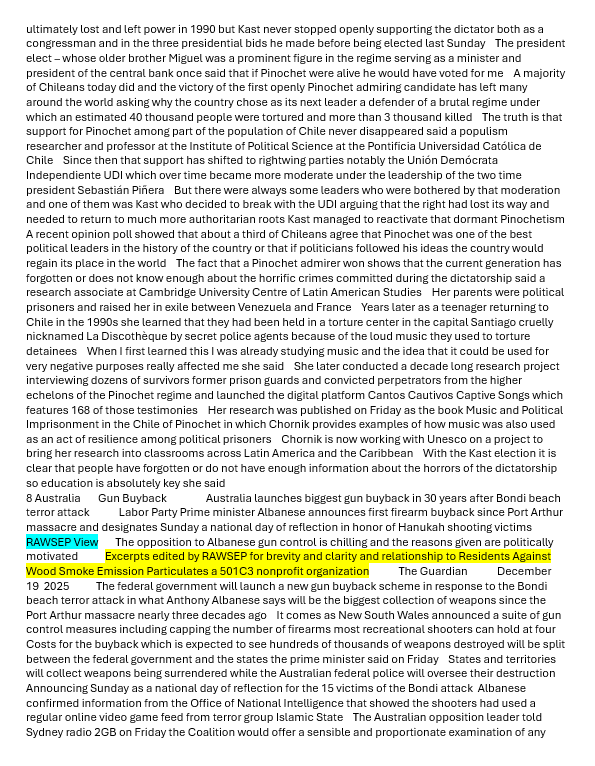 ultimately lost and left power in 1990 but Kast never stopped openly supporting the dictator both as a
congressman and in the three presidential bids he made before being elected last Sunday The president
elect – whose older brother Miguel was a prominent figure in the regime serving as a minister and
president of the central bank once said that if Pinochet were alive he would have voted for me A majority
of Chileans today did and the victory of the first openly Pinochet admiring candidate has left many
around the world asking why the country chose as its next leader a defender of a brutal regime under
which an estimated 40 thousand people were tortured and more than 3 thousand killed The truth is that
support for Pinochet among part of the population of Chile never disappeared said a populism
researcher and professor at the Institute of Political Science at the Pontificia Universidad Católica de
Chile Since then that support has shifted to rightwing parties notably the Unión Demócrata
Independiente UDI which over time became more moderate under the leadership of the two time
president Sebastián Piñera But there were always some leaders who were bothered by that moderation
and one of them was Kast who decided to break with the UDI arguing that the right had lost its way and
needed to return to much more authoritarian roots Kast managed to reactivate that dormant Pinochetism
A recent opinion poll showed that about a third of Chileans agree that Pinochet was one of the best
political leaders in the history of the country or that if politicians followed his ideas the country would
regain its place in the world The fact that a Pinochet admirer won shows that the current generation has
forgotten or does not know enough about the horrific crimes committed during the dictatorship said a
research associate at Cambridge University Centre of Latin American Studies Her parents were political
prisoners and raised her in exile between Venezuela and France Years later as a teenager returning to
Chile in the 1990s she learned that they had been held in a torture center in the capital Santiago cruelly
nicknamed La Discothèque by secret police agents because of the loud music they used to torture
detainees When I first learned this I was already studying music and the idea that it could be used for
very negative purposes really affected me she said She later conducted a decade long research project
interviewing dozens of survivors former prison guards and convicted perpetrators from the higher
echelons of the Pinochet regime and launched the digital platform Cantos Cautivos Captive Songs which
features 168 of those testimonies Her research was published on Friday as the book Music and Political
Imprisonment in the Chile of Pinochet in which Chornik provides examples of how music was also used
as an act of resilience among political prisoners Chornik is now working with Unesco on a project to
bring her research into classrooms across Latin America and the Caribbean With the Kast election it is
clear that people have forgotten or do not have enough information about the horrors of the dictatorship
so education is absolutely key she said
8 Australia Gun Buyback Australia launches biggest gun buyback in 30 years after Bondi beach
terror attack Labor Party Prime minister Albanese announces first firearm buyback since Port Arthur
massacre and designates Sunday a national day of reflection in honor of Hanukah shooting victims
RAWSEP View The opposition to Albanese gun control is chilling and the reasons given are politically
motivated Excerpts edited by RAWSEP for brevity and clarity and relationship to Residents Against
Wood Smoke Emission Particulates a 501C3 nonprofit organization The Guardian December
19 2025 The federal government will launch a new gun buyback scheme in response to the Bondi
beach terror attack in what Anthony Albanese says will be the biggest collection of weapons since the
Port Arthur massacre nearly three decades ago It comes as New South Wales announced a suite of gun
control measures including capping the number of firearms most recreational shooters can hold at four
Costs for the buyback which is expected to see hundreds of thousands of weapons destroyed will be split
between the federal government and the states the prime minister said on Friday States and territories
will collect weapons being surrendered while the Australian federal police will oversee their destruction
Announcing Sunday as a national day of reflection for the 15 victims of the Bondi attack Albanese
confirmed information from the Office of National Intelligence that showed the shooters had used a
regular online video game feed from terror group Islamic State The Australian opposition leader told
Sydney radio 2GB on Friday the Coalition would offer a sensible and proportionate examination of any